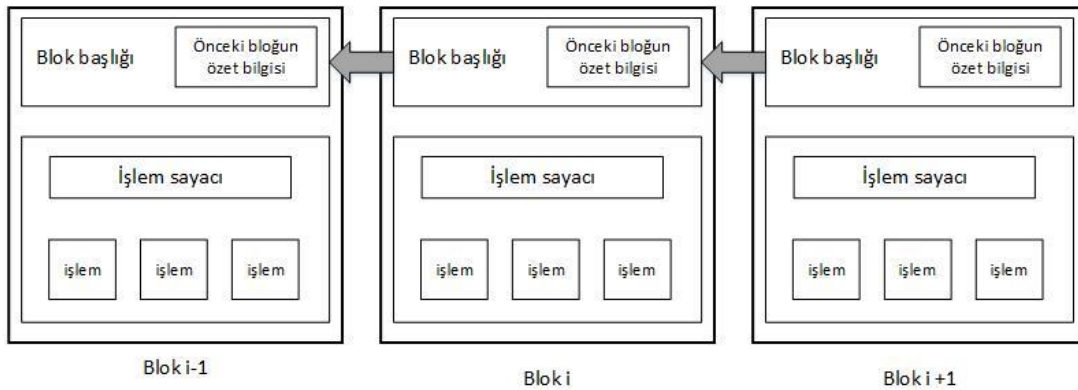 Blok başlığı
Önceki bloğun
özet bilgisi
İşlem sayacı
işlem işlem işlem
Blok i-1
Blok başlığı
Önceki bloğun
özet bilgisi
İşlem sayacı
işlem işlem işlem
Blok i
Blok başlığı
Önceki bloğun
özet bilgisi
İşlem sayacı
işlem işlem işlem
Blok i +1